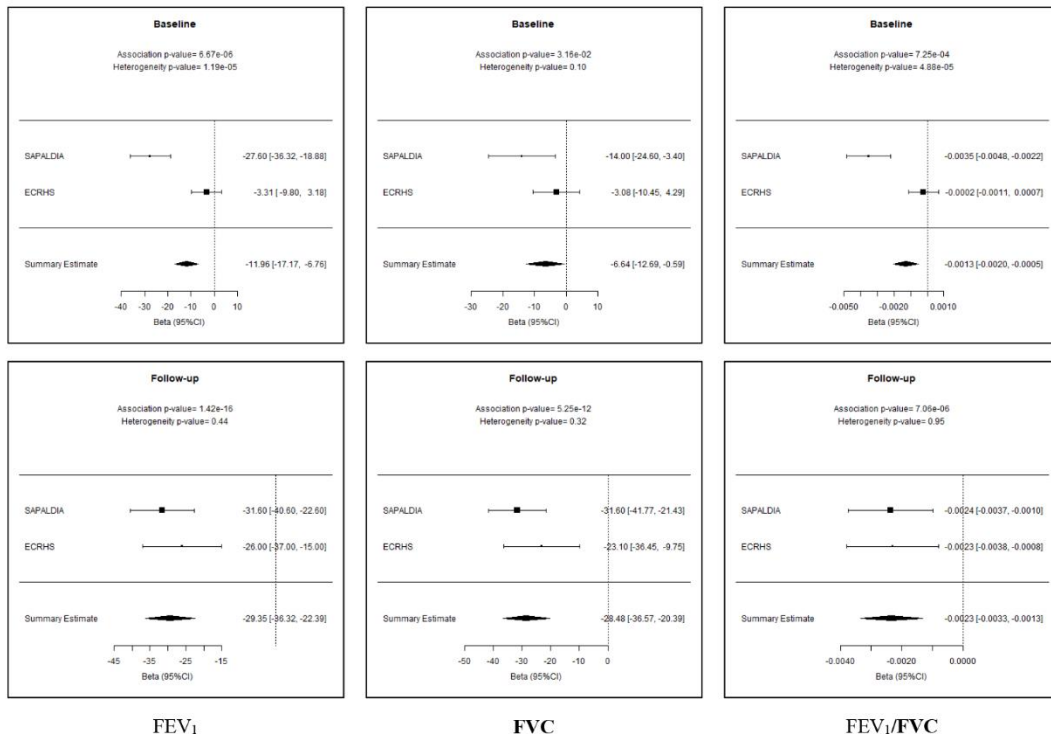 Baseline
Association p-value= 6.67e-06
Heterogeneity p-value= 1.19e-05
SAPALDIA -27.60 [-36.32, -18.88]
ECRHS -3.31 [ -9.80, 3.18]
Summary Estimate -11.96 [-17.17, -6.76]
-40 -30 -20 -10 0 10
Beta (95%CI)
Baseline
Association p-value= 3.16e-02
Heterogeneity p-value= 0.10
SAPALDIA -14.00 [-24.60, -3.40]
ECRHS -3.08 [-10.45, 4.29]
Summary Estimate -6.64 [-12.69, -0.59]
-30 -20 -10 0 10
Beta (95%CI)
Baseline
Association p-value= 7.25e-04
Heterogeneity p-value= 4.88e-05
SAPALDIA -0.0035 [-0.0048, -0.0022]
ECRHS -0.0002 [-0.0011, 0.0007]
Summary Estimate -0.0013 [-0.0020, -0.0005]
-0.0050 -0.0020 0.0010
Beta (95%CI)
Follow-up
Association p-value= 1.42e-16
Heterogeneity p-value= 0.44
SAPALDIA -31.60 [-40.60, -22.60]
ECRHS -26.00 [-37.00, -15.00]
Summary Estimate -29.35 [-36.32, -22.39]
-45 -35 -25 -15
Beta (95%CI)
Follow-up
Association p-value= 5.25e-12
Heterogeneity p-value= 0.32
SAPALDIA -31.60 [-41.77, -21.43]
ECRHS -23.10 [-36.45, -9.75]
Summary Estimate -28.48 [-36.57, -20.39]
-50 -40 -30 -20 -10 0
Beta (95%CI)
Follow-up
Association p-value= 7.06e-06
Heterogeneity p-value= 0.95
SAPALDIA -0.0024 [-0.0037, -0.0010]
ECRHS -0.0023 [-0.0038, -0.0008]
Summary Estimate -0.0023 [-0.0033, -0.0013]
-0.0040 -0.0020 0.0000
Beta (95%CI)
FEV₁ FVC FEV₁/FVC